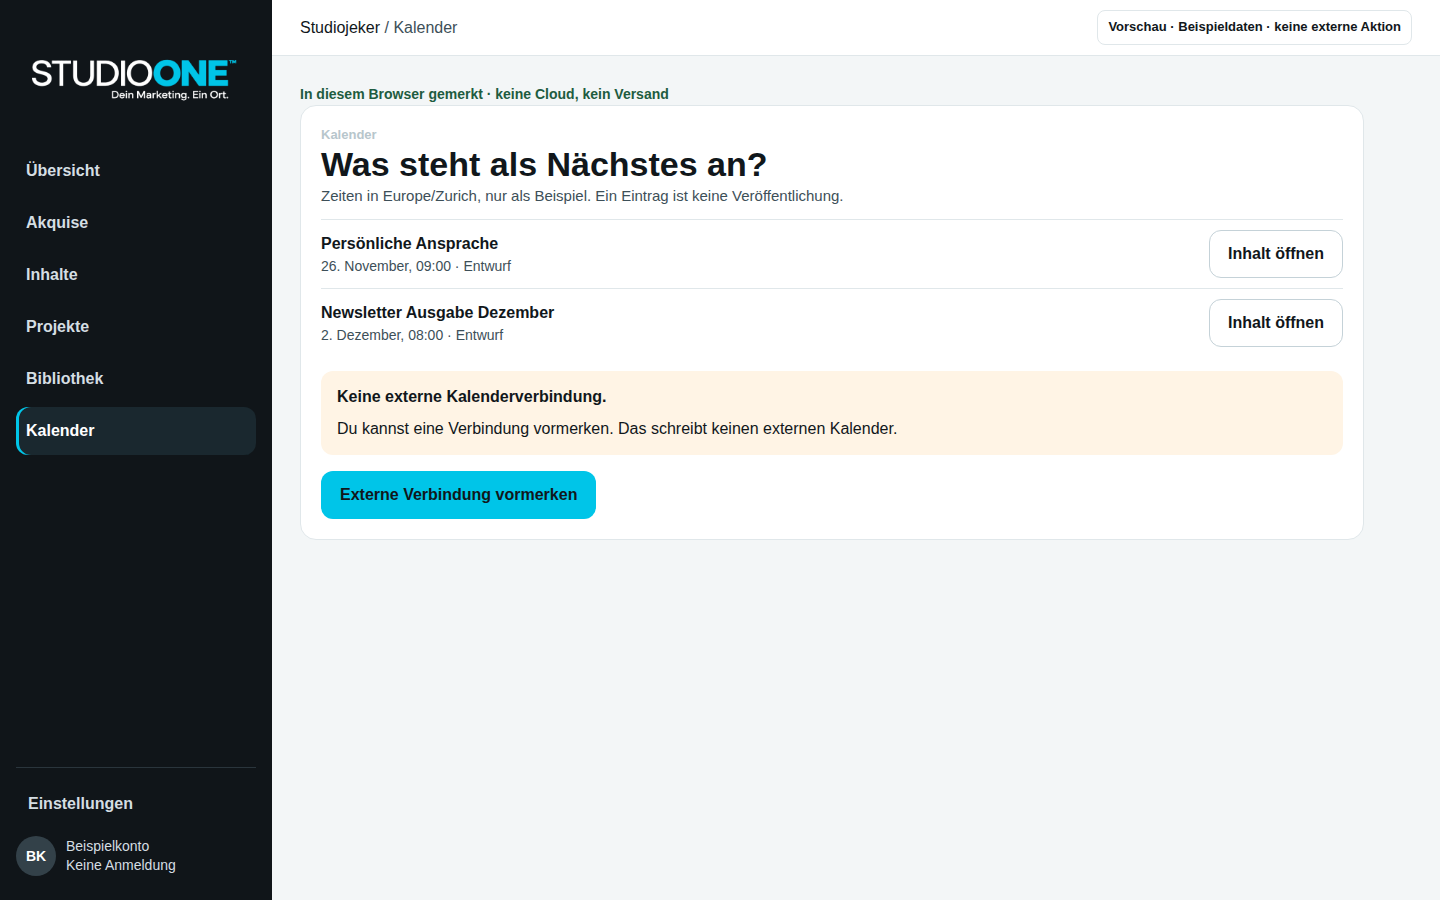 STUDIOONE™
Dein Marketing. Ein Ort.
Übersicht
Akquise
Inhalte
Projekte
Bibliothek
Kalender
Einstellungen
BK
Beispielkonto
Keine Anmeldung
Studiojeker / Kalender
Vorschau · Beispieldaten · keine externe Aktion
In diesem Browser gemerkt · keine Cloud, kein Versand
Kalender
Was steht als Nächstes an?
Zeiten in Europe/Zurich, nur als Beispiel. Ein Eintrag ist keine Veröffentlichung.
Persönliche Ansprache
26. November, 09:00 · Entwurf
Inhalt öffnen
Newsletter Ausgabe Dezember
2. Dezember, 08:00 · Entwurf
Inhalt öffnen
Keine externe Kalenderverbindung.
Du kannst eine Verbindung vormerken. Das schreibt keinen externen Kalender.
Externe Verbindung vormerken